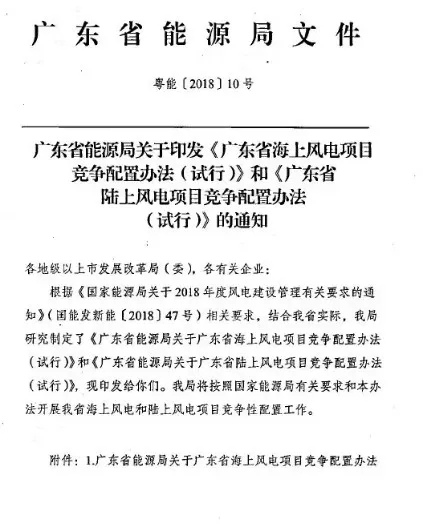 广东省能源局文件
粤能〔2018〕10号
广东省能源局关于印发《广东省海上风电项目
竞争配置办法（试行）》和《广东省
陆上风电项目竞争配置办法
（试行）》的通知
各地级以上市发展改革局（委），各有关企业：
根据《国家能源局关于2018年度风电建设管理有关要求的通
知》（国能发新能〔2018〕47号）相关要求，结合我省实际，我局
研究制定了《广东省能源局关于广东省海上风电项目竞争配置办法
（试行）》和《广东省能源局关于广东省陆上风电项目竞争配置办法
（试行）》，现印发给你们。我局将按照国家能源局有关要求和本办
法开展我省海上风电和陆上风电项目竞争性配置工作。
附件：1.广东省能源局关于广东省海上风电项目竞争配置办法